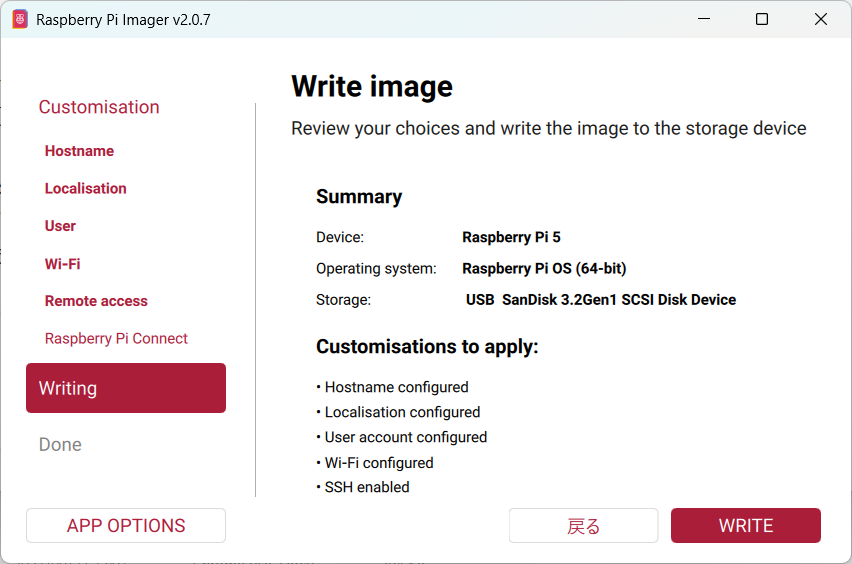 Raspberry Pi Imager v2.0.7
Customisation
Hostname
Localisation
User
Wi-Fi
Remote access
Raspberry Pi Connect
Writing
Done
APP OPTIONS
Write image
Review your choices and write the image to the storage device
Summary
Device: Raspberry Pi 5
Operating system: Raspberry Pi OS (64-bit)
Storage: USB SanDisk 3.2Gen1 SCSI Disk Device
Customisations to apply:
• Hostname configured
• Localisation configured
• User account configured
• Wi-Fi configured
• SSH enabled
戻る WRITE